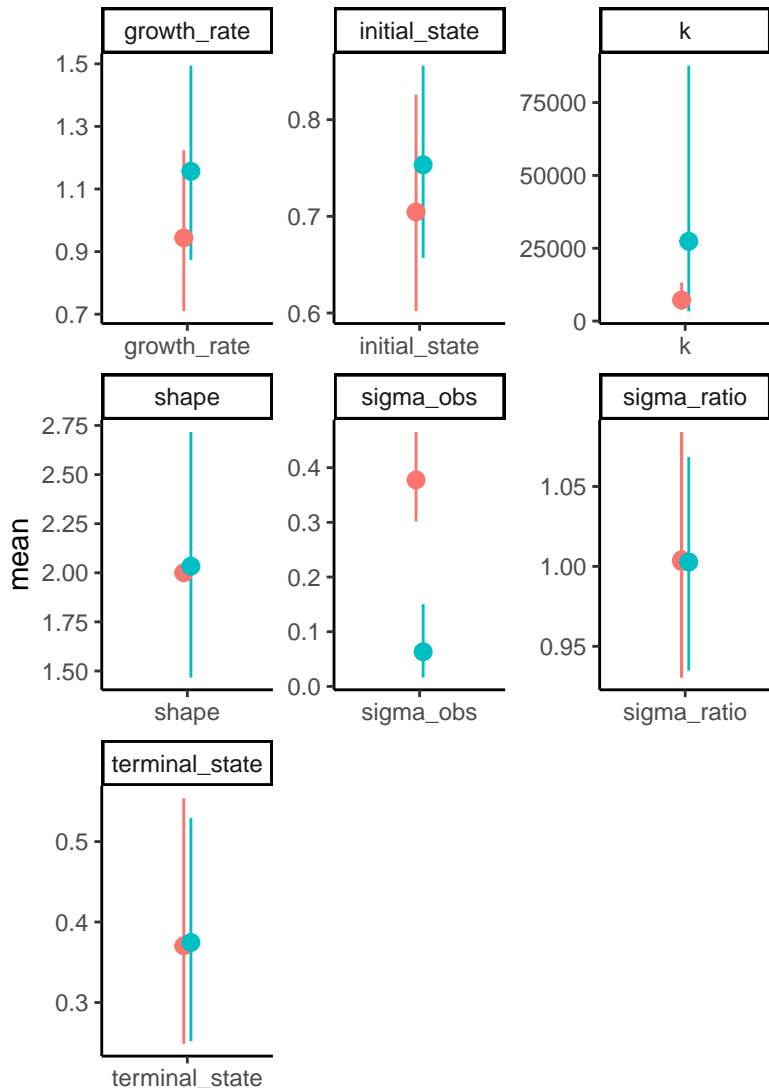 growth_rate
initial_state
k
1.5
1.3
1.1
0.9
0.7
0.8
0.7
0.6
75000
50000
25000
0
growth_rate
initial_state
k
shape
sigma_obs
sigma_ratio
mean
2.75
2.50
2.25
2.00
1.75
1.50
0.4
0.3
0.2
0.1
0.0
1.05
1.00
0.95
shape
sigma_obs
sigma_ratio
terminal_state
0.5
0.4
0.3
terminal_state